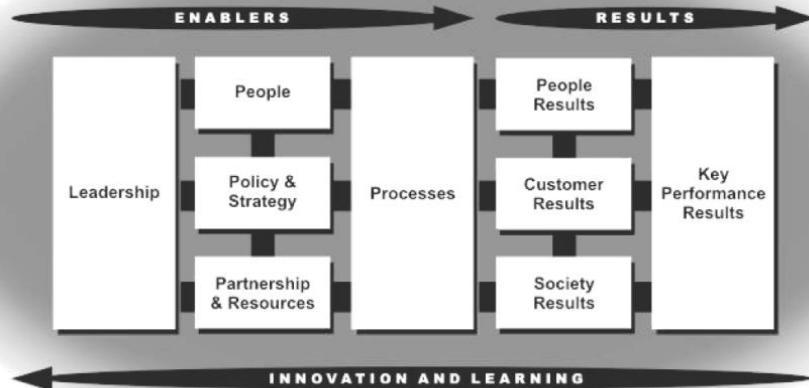 ENABLERS
RESULTS
Leadership
People
Policy &
Strategy
Partnership
& Resources
Processes
People
Results
Customer
Results
Society
Results
Key
Performance
Results
INNOVATION AND LEARNING